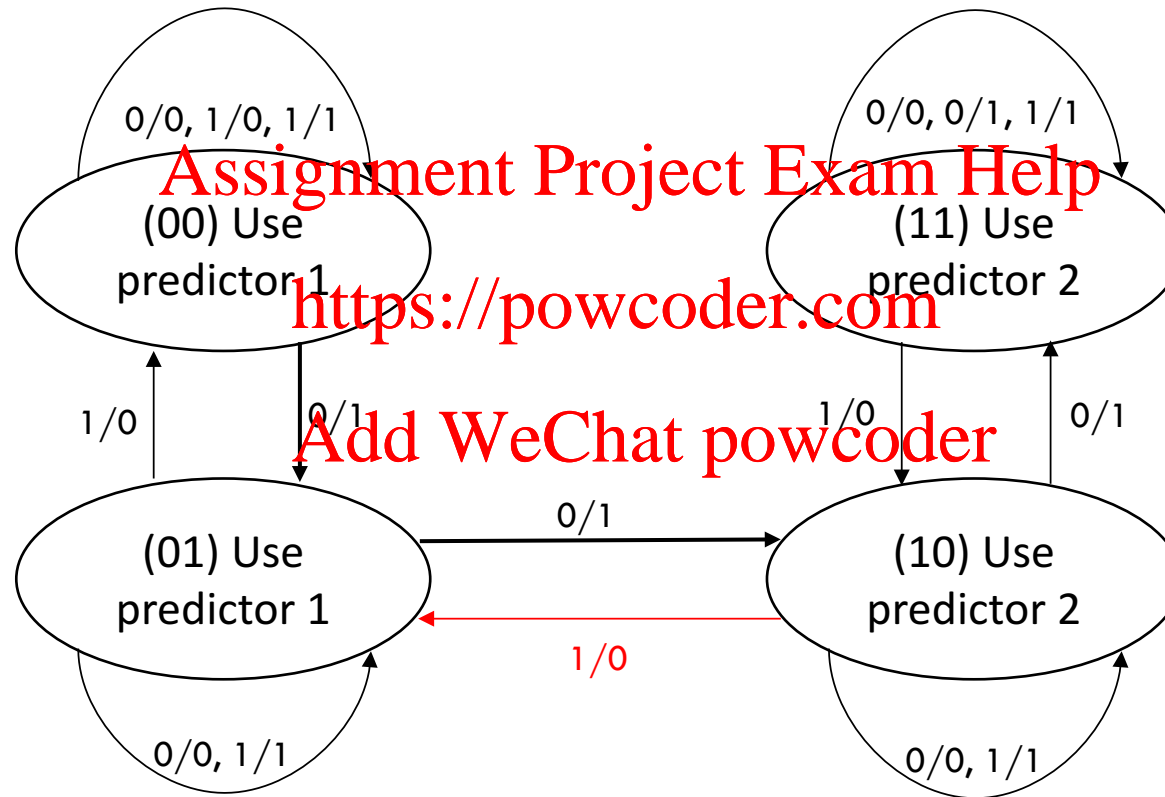 0/0, 1/0, 1/1
0/0, 0/1, 1/1
Assignment Project Exam Help
(00) Use
predictor 1
(11) Use
predictor 2
https://powcoder.com
1/0
0/1
1/0
0/1
Add WeChat powcoder
0/1
(01) Use
predictor 1
(10) Use
predictor 2
1/0
0/0, 1/1
0/0, 1/1